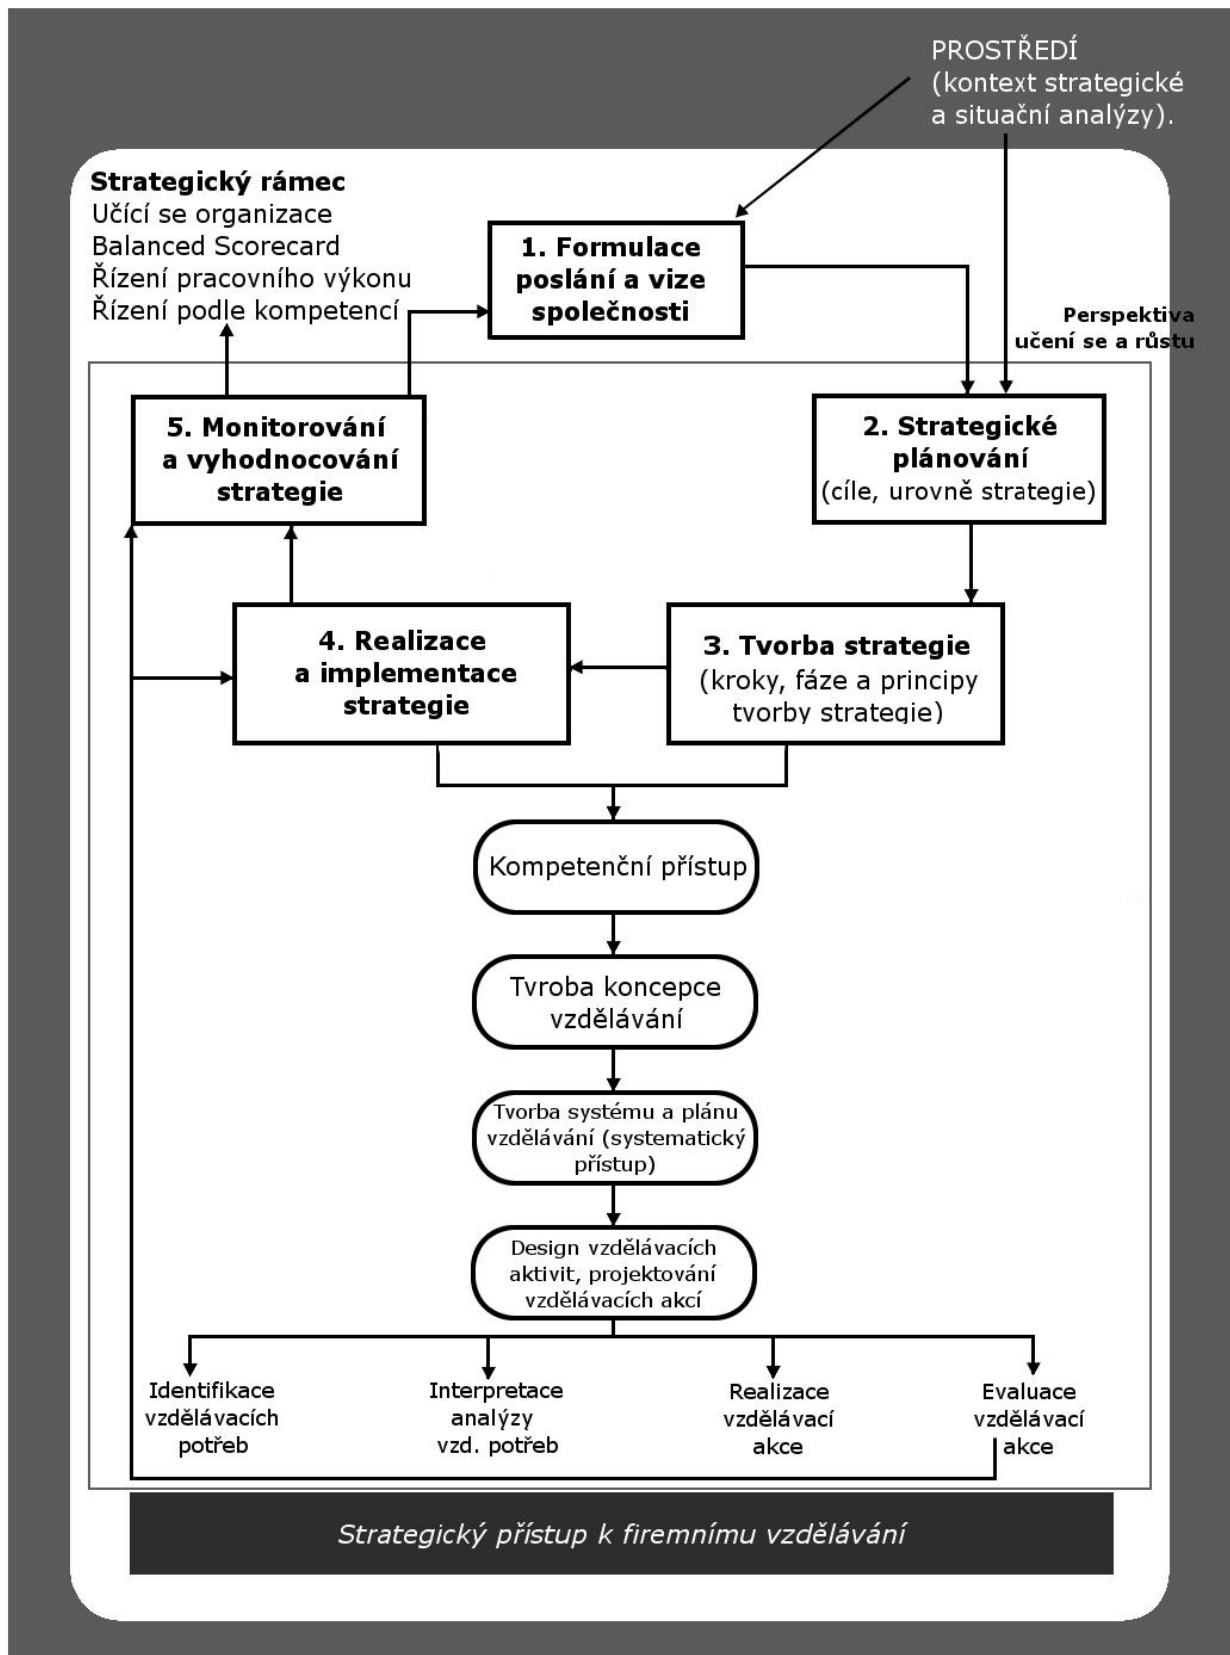 PROSTŘEDÍ
(kontext strategické
a situační analýzy).
Strategický rámec
Učící se organizace
Balanced Scorecard
Řízení pracovního výkonu
Řízení podle kompetencí
1. Formulace
poslání a vize
společnosti
Perspektiva
učení se a růstu
5. Monitorování
a vyhodnocování
strategie
2. Strategické
plánování
(cíle, urovně strategie)
4. Realizace
a implementace
strategie
3. Tvorba strategie
(kroky, fáze a principy
tvorby strategie)
Kompetenční přístup
Tvroba koncepce
vzdělávání
Tvorba systému a plánu
vzdělávání (systematický
přístup)
Design vzdělávacích
aktivit, projektování
vzdělávacích akcí
Identifikace
vzdělávacích
potřeb
Interpretace
analýzy
vzd. potřeb
Realizace
vzdělávací
akce
Evaluace
vzdělávací
akce
Strategický přístup k firemnímu vzdělávání